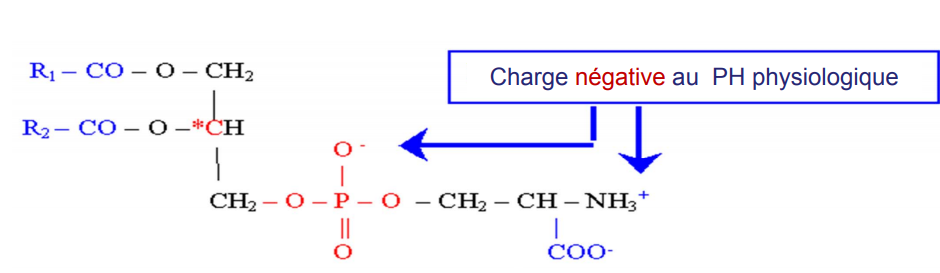 Charge négative au PH physiologique
R₁ – CO – O – CH₂
R₂ – CO – O – *CH
O⁻
CH₂ – O – P – O – CH₂ – CH – NH₃⁺
O
COO⁻